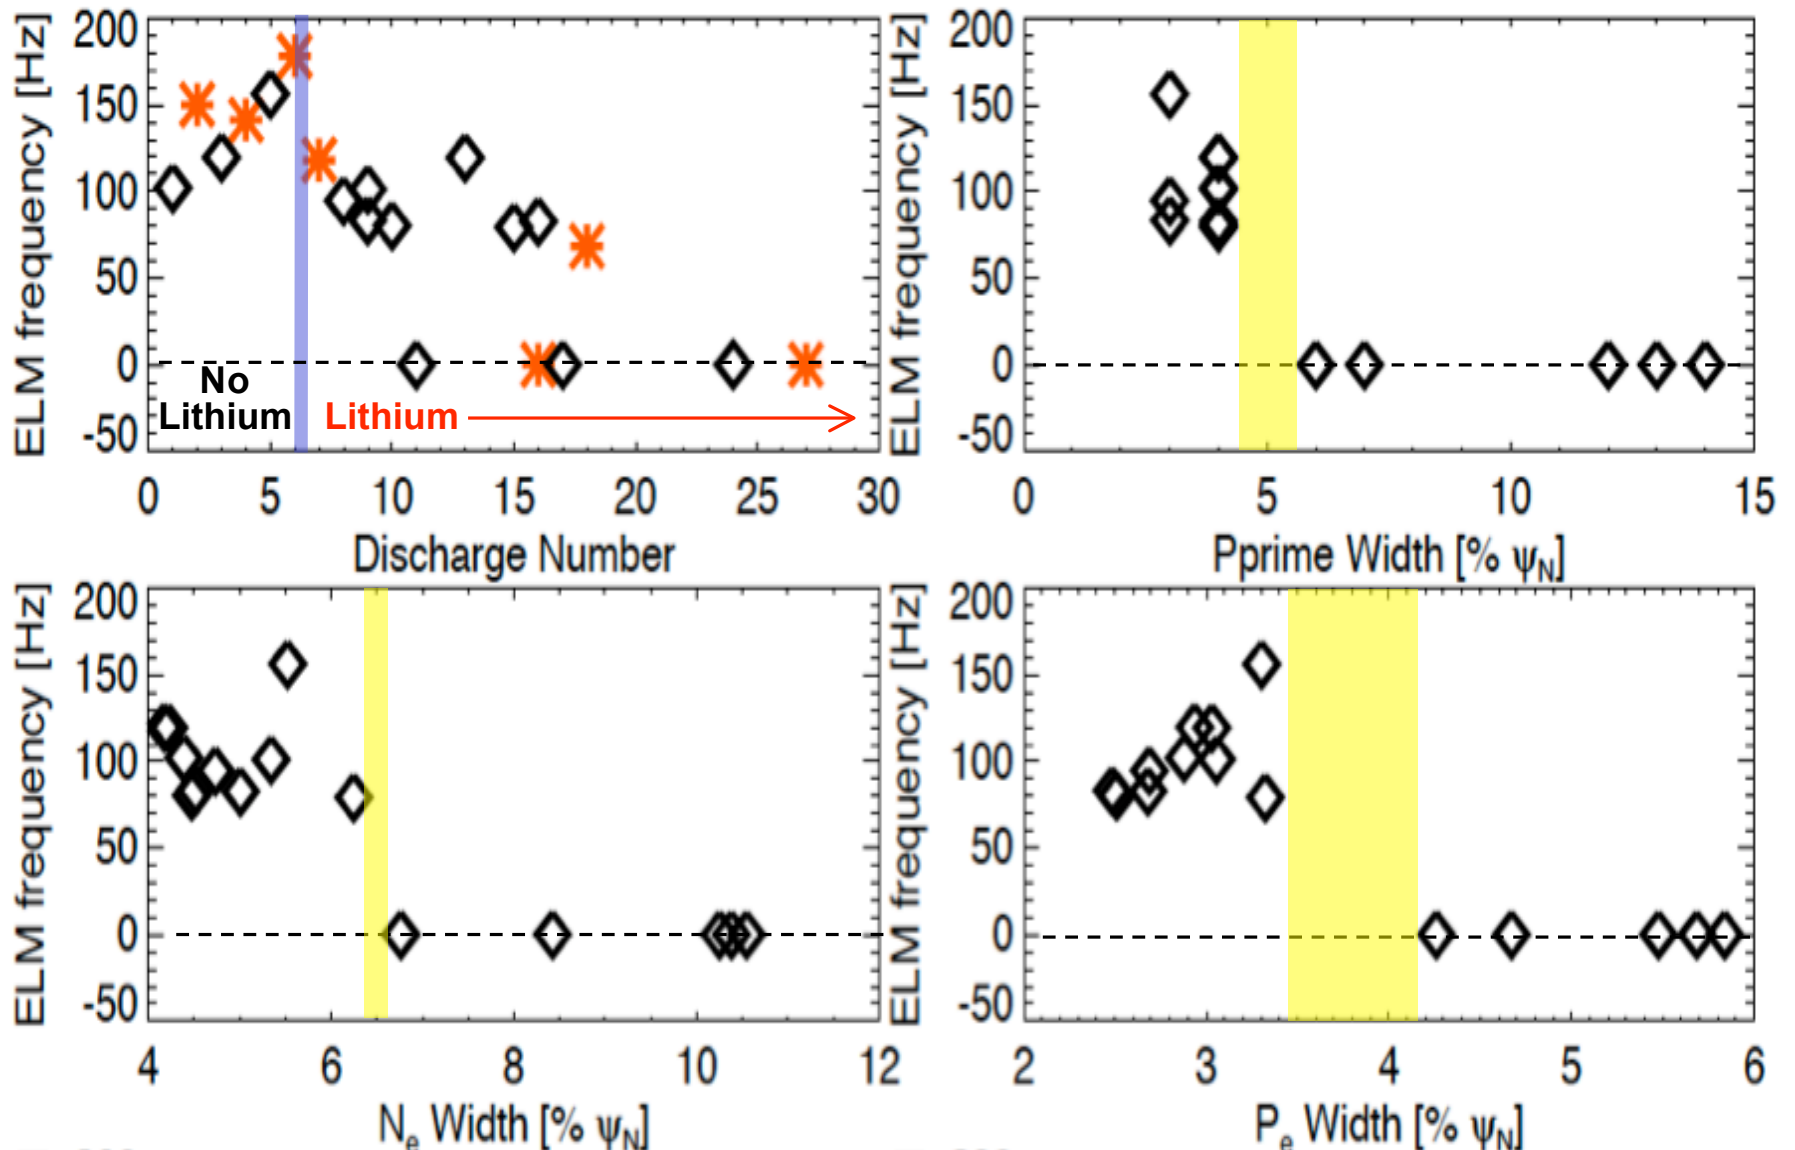 ELM frequency [Hz]
200
150
100
50
0
-50
No
Lithium
Lithium
0 5 10 15 20 25 30
Discharge Number
ELM frequency [Hz]
200
150
100
50
0
-50
0 5 10 15
Pprime Width [% ψN]
ELM frequency [Hz]
200
150
100
50
0
-50
4 6 8 10 12
Ne Width [% ψN]
ELM frequency [Hz]
200
150
100
50
0
-50
2 3 4 5 6
Pe Width [% ψN]